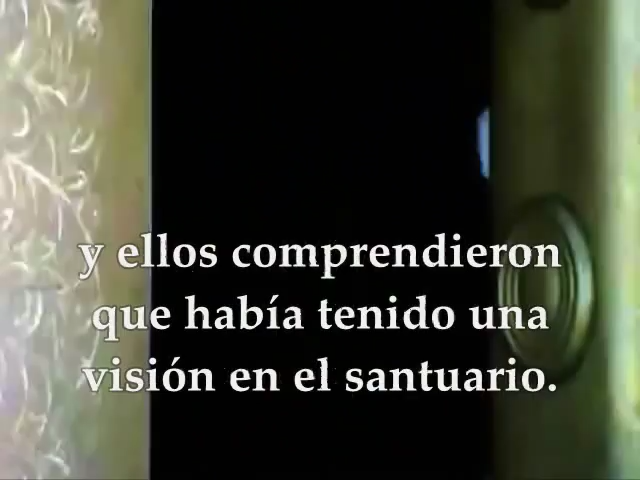 y ellos comprendieron
que había tenido una
visión en el santuario.